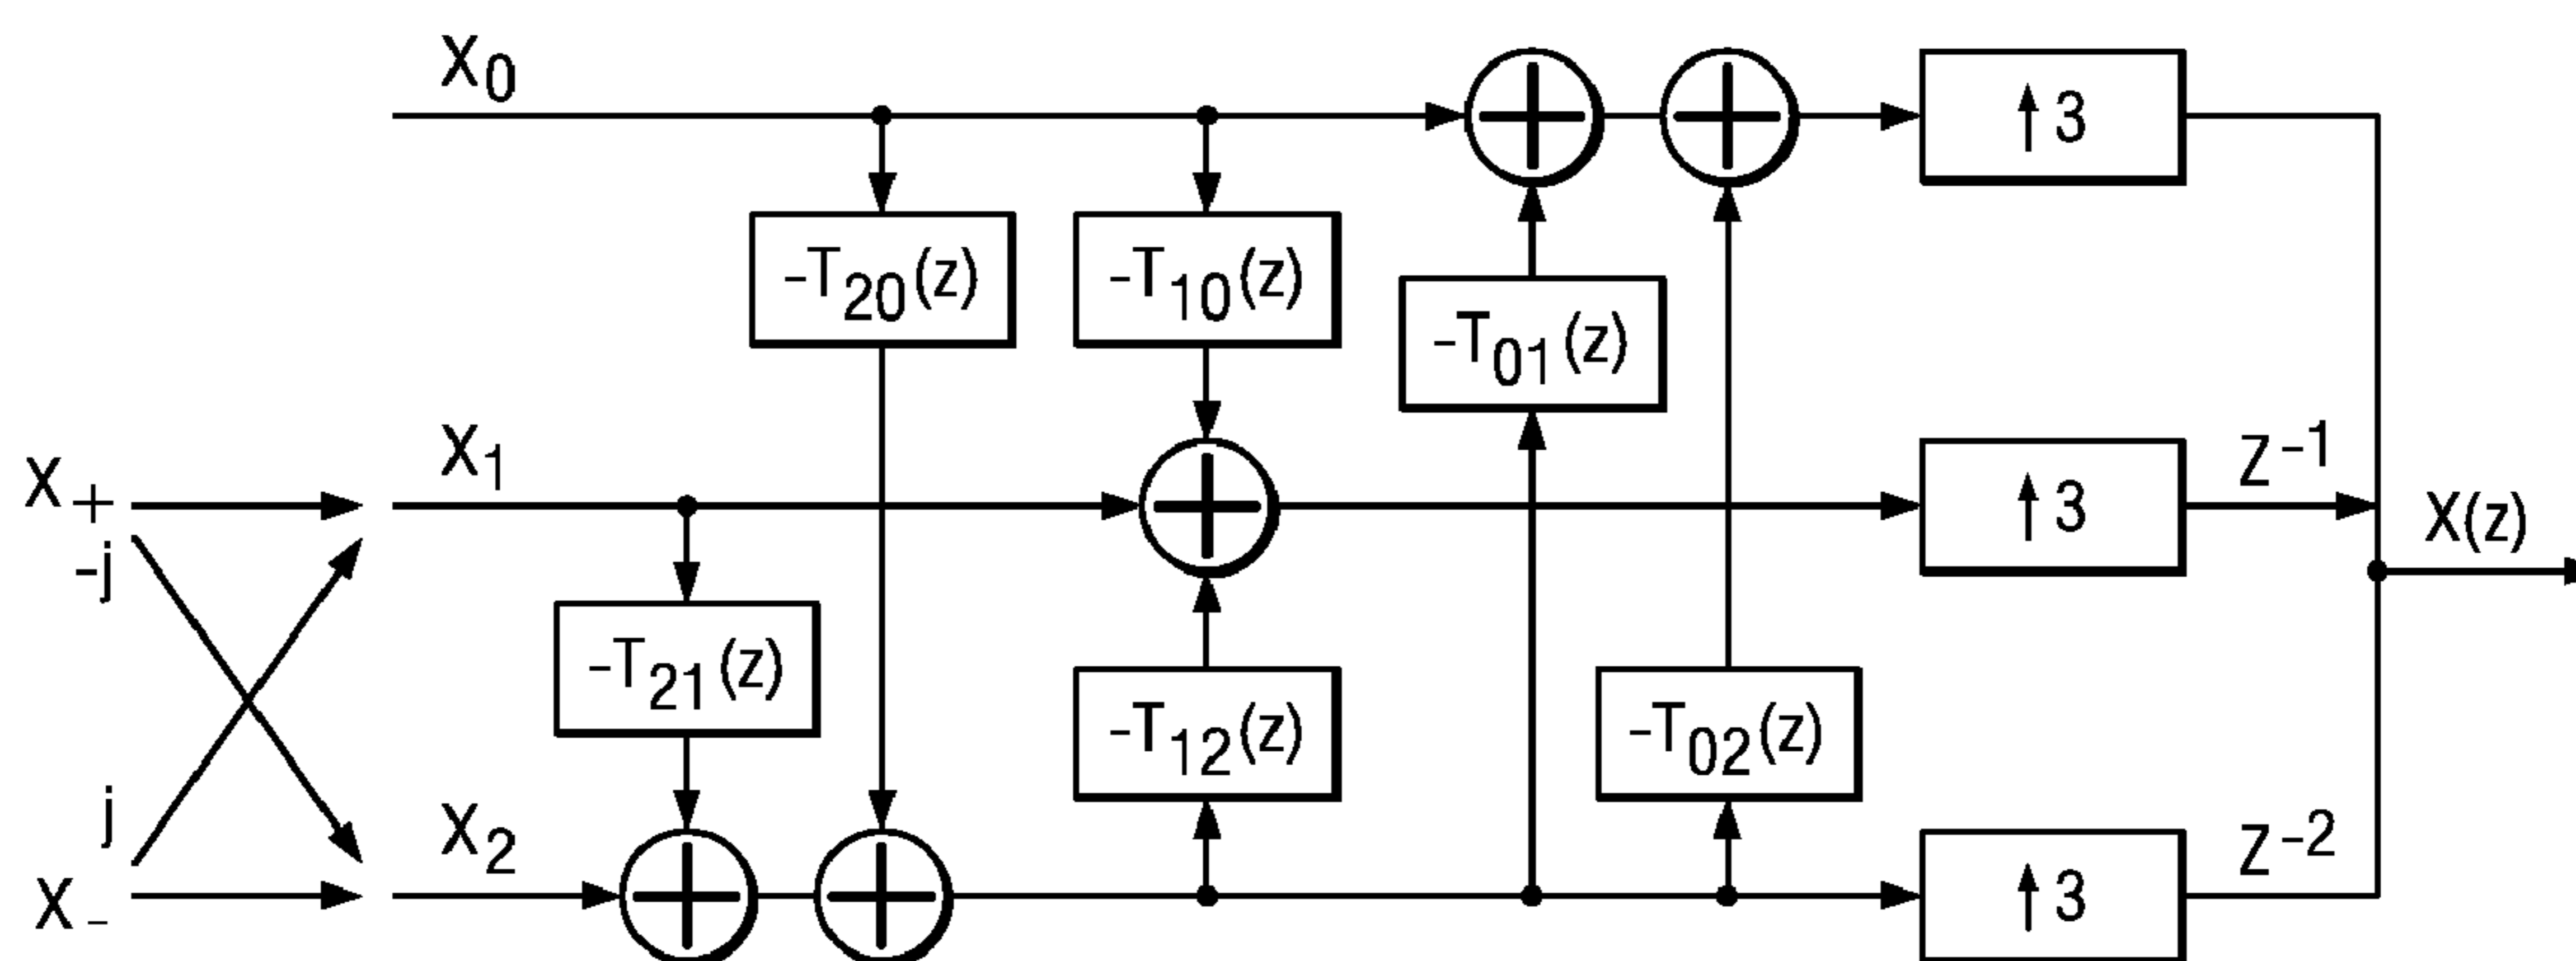 X0
↑ 3
-T20(z)
-T10(z)
-T01(z)
X+
X1
↑ 3
Z-1
X(z)
-j
-T21(z)
-T12(z)
-T02(z)
j
X2
↑ 3
Z-2
X-